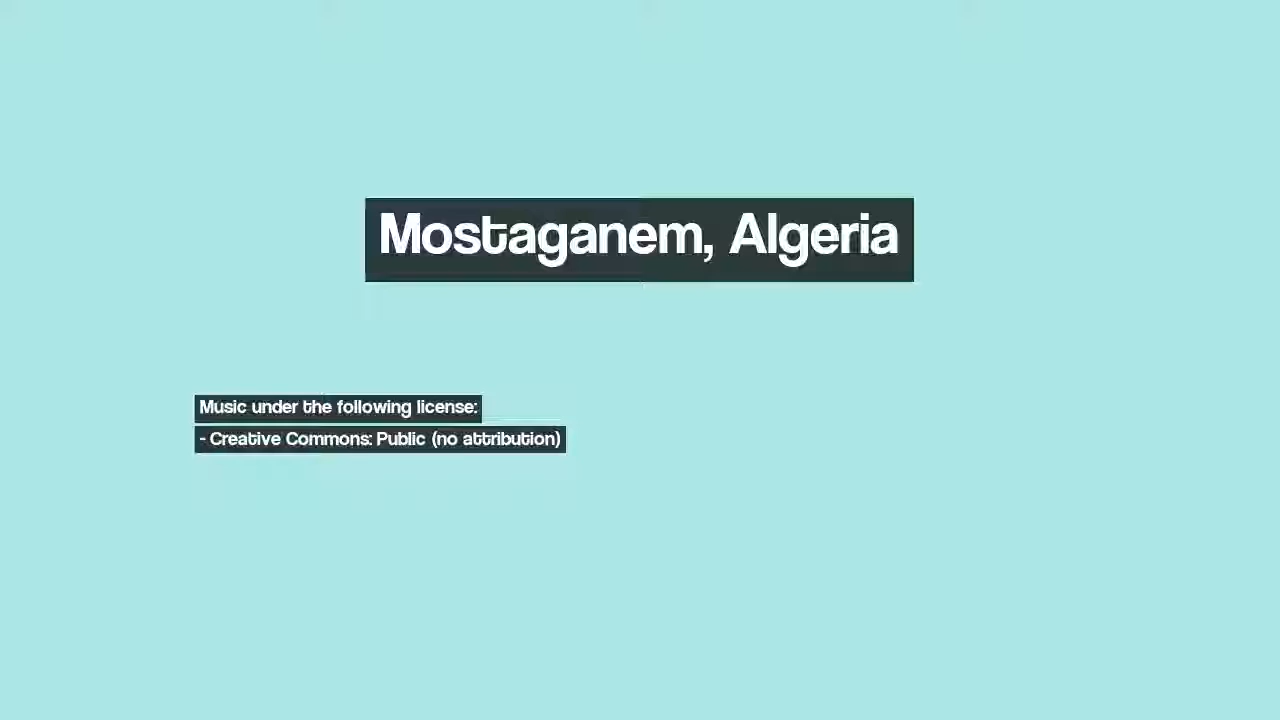 Mostaganem, Algeria
Music under the following license:
- Creative Commons: Public (no attribution)